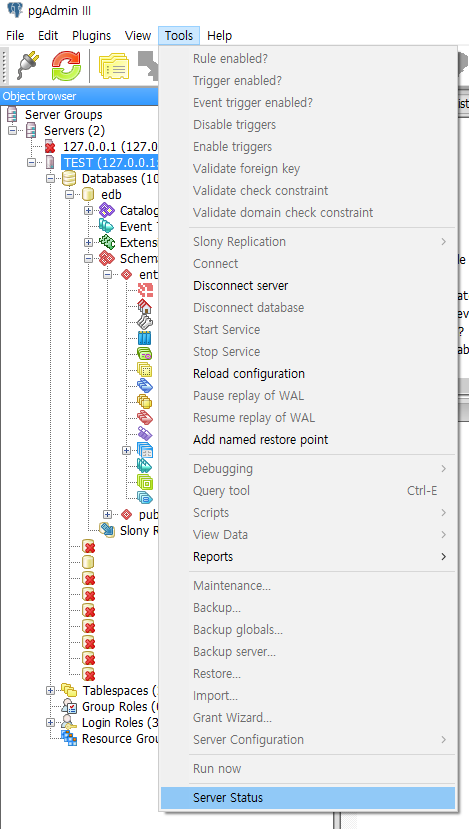 pgAdmin III
File Edit Plugins View Tools Help
Object browser
Server Groups
Servers (2)
127.0.0.1 (127.0
TEST (127.0.0.1:
Databases (10
edb
Catalog
Event T
Extens
Schema
ent
pub
Slony R
Tablespaces (
Group Roles (
Login Roles (3
Resource Grou
Rule enabled?
Trigger enabled?
Event trigger enabled?
Disable triggers
Enable triggers
Validate foreign key
Validate check constraint
Validate domain check constraint
Slony Replication
Connect
Disconnect server
Disconnect database
Start Service
Stop Service
Reload configuration
Pause replay of WAL
Resume replay of WAL
Add named restore point
Debugging
Query tool Ctrl-E
Scripts
View Data
Reports
Maintenance...
Backup...
Backup globals...
Backup server...
Restore...
Import...
Grant Wizard...
Server Configuration
Run now
Server Status